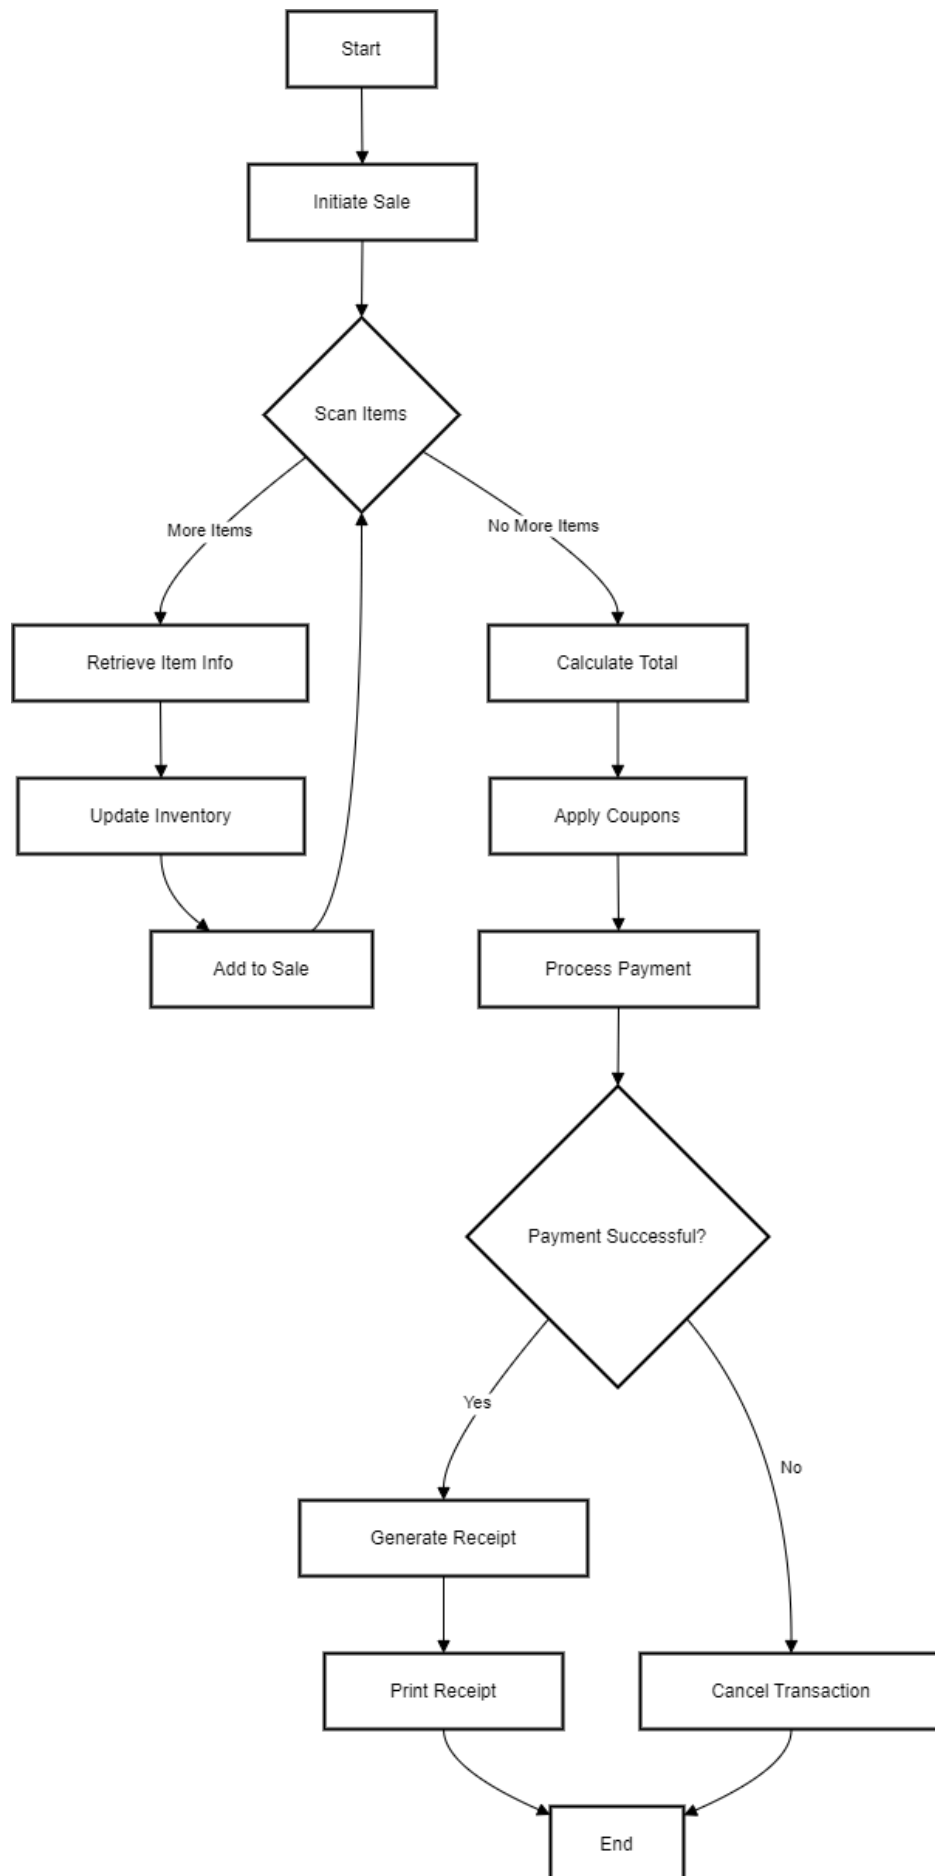 Start
Initiate Sale
Scan Items
More Items
No More Items
Retrieve Item Info
Calculate Total
Update Inventory
Apply Coupons
Add to Sale
Process Payment
Payment Successful?
Yes
No
Generate Receipt
Print Receipt
Cancel Transaction
End